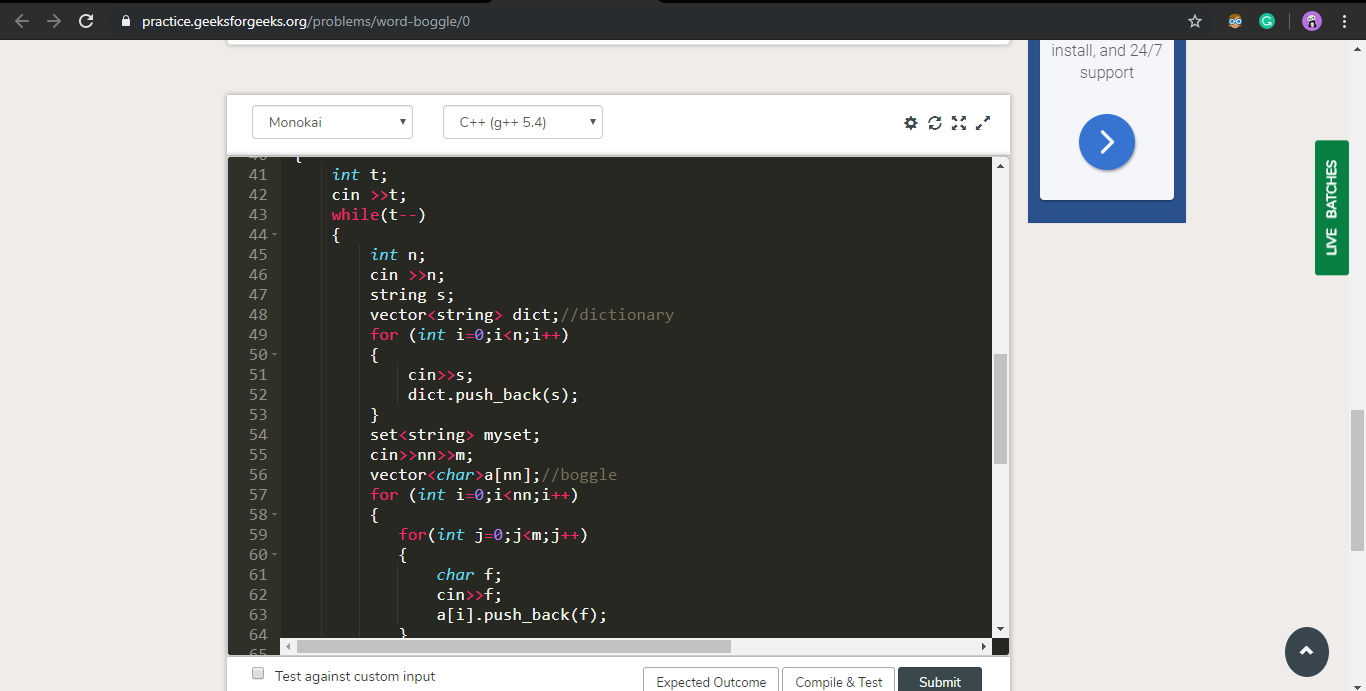 practice.geeksforgeeks.org/problems/word-boggle/0
install, and 24/7
support
LIVE BATCHES
Monokai
C++ (g++ 5.4)
40 {
41 int t;
42 cin >>t;
43 while(t--)
44 {
45 int n;
46 cin >>n;
47 string s;
48 vector<string> dict;//dictionary
49 for (int i=0;i<n;i++)
50 {
51 cin>>s;
52 dict.push_back(s);
53 }
54 set<string> myset;
55 cin>>nn>>m;
56 vector<char>a[nn];//boggle
57 for (int i=0;i<nn;i++)
58 {
59 for(int j=0;j<m;j++)
60 {
61 char f;
62 cin>>f;
63 a[i].push_back(f);
64 }
65
Test against custom input
Expected Outcome
Compile & Test
Submit